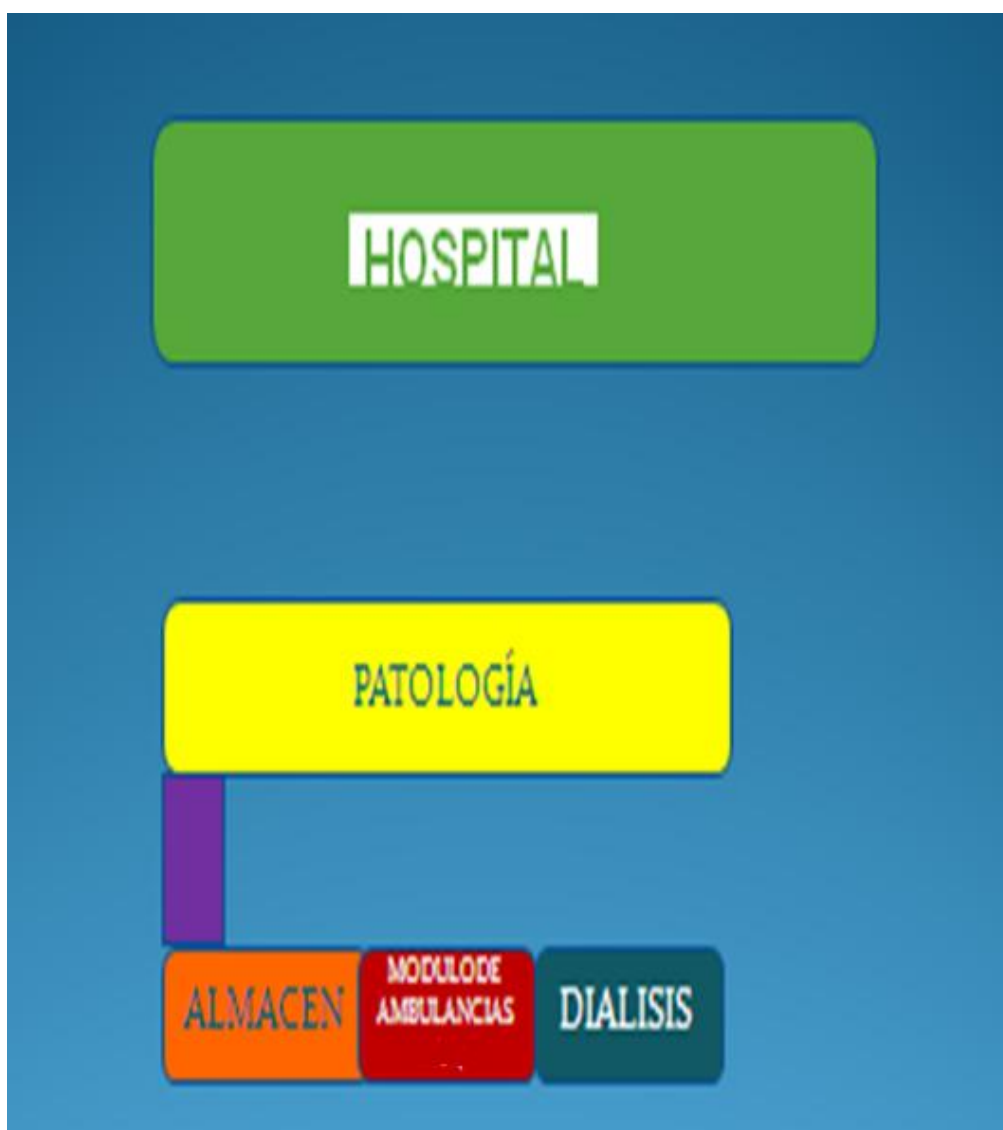 HOSPITAL
PATOLOGÍA
ALMACEN
MODULO DE
AMBULANCIAS
DIALISIS